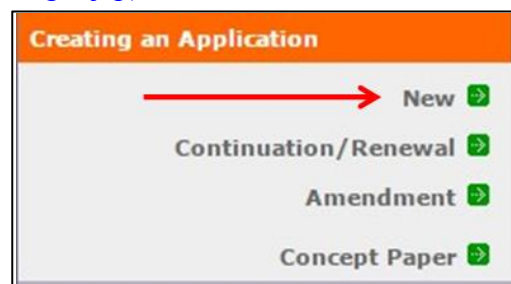 Creating an Application
New
Continuation/Renewal
Amendment
Concept Paper